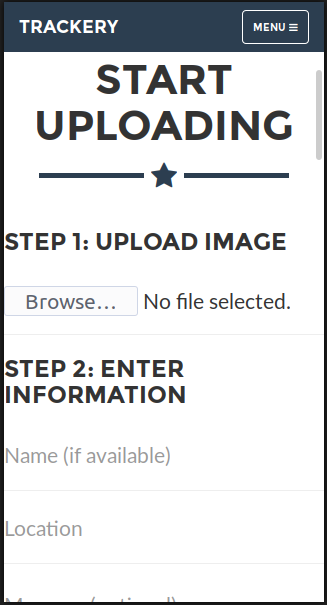 TRACKERY
MENU
START
UPLOADING
STEP 1: UPLOAD IMAGE
Browse... No file selected.
STEP 2: ENTER
INFORMATION
Name (if available)
Location